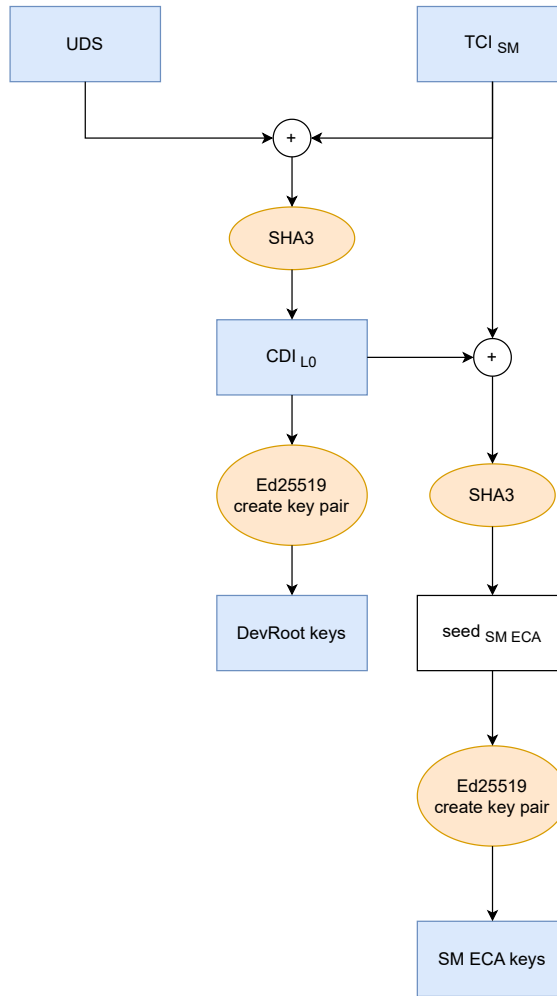 UDS
TCI SM
+
SHA3
CDI L0
+
Ed25519
create key pair
SHA3
DevRoot keys
seed SM ECA
Ed25519
create key pair
SM ECA keys